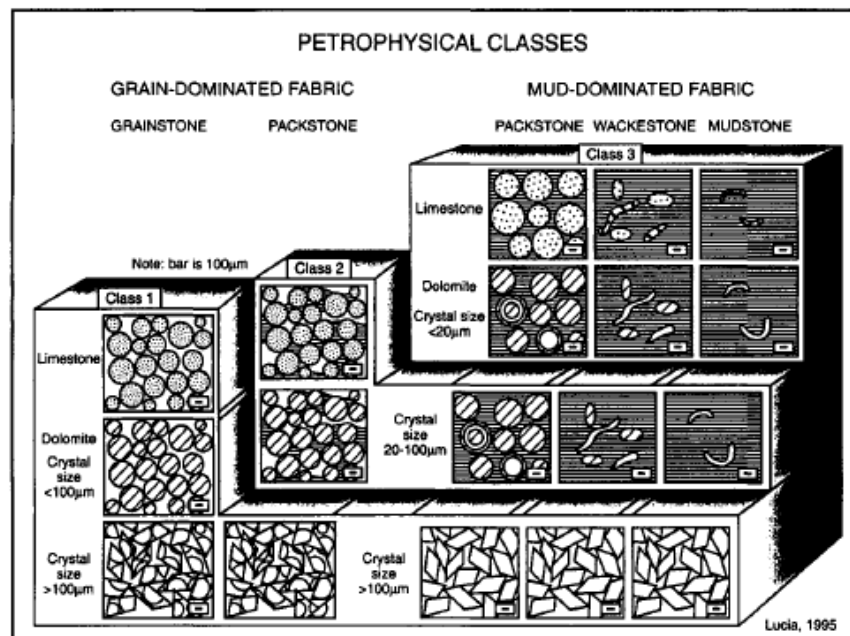 PETROPHYSICAL CLASSES
GRAIN-DOMINATED FABRIC
MUD-DOMINATED FABRIC
GRAINSTONE
PACKSTONE
PACKSTONE
WACKESTONE
MUDSTONE
Class 3
Limestone
Note: bar is 100µm
Class 2
Dolomite
Crystal size
<20µm
Class 1
Limestone
Dolomite
Crystal
size
<100µm
Crystal
size
20-100µm
Crystal
size
>100µm
Crystal
size
>100µm
Lucia, 1995